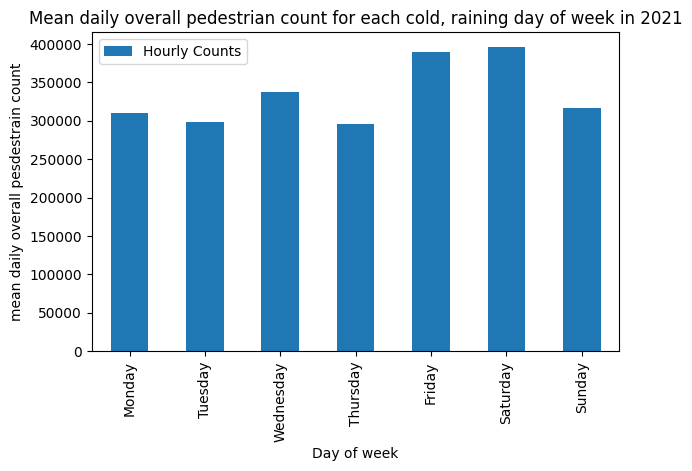 Mean daily overall pedestrian count for each cold, raining day of week in 2021
Hourly Counts
400000
350000
300000
250000
200000
150000
100000
50000
0
mean daily overall pesdestrain count
Monday
Tuesday
Wednesday
Thursday
Friday
Saturday
Sunday
Day of week